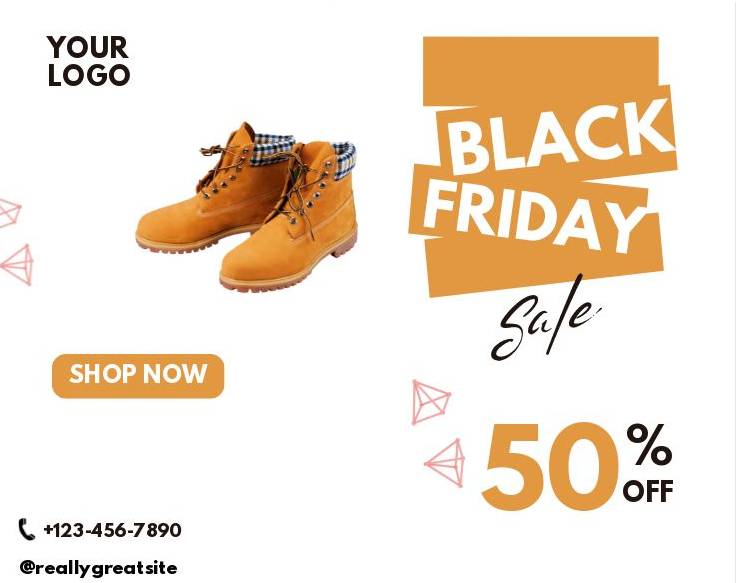 YOUR
LOGO
BLACK
FRIDAY
Sale
SHOP NOW
50%
OFF
+123-456-7890
@reallygreatsite